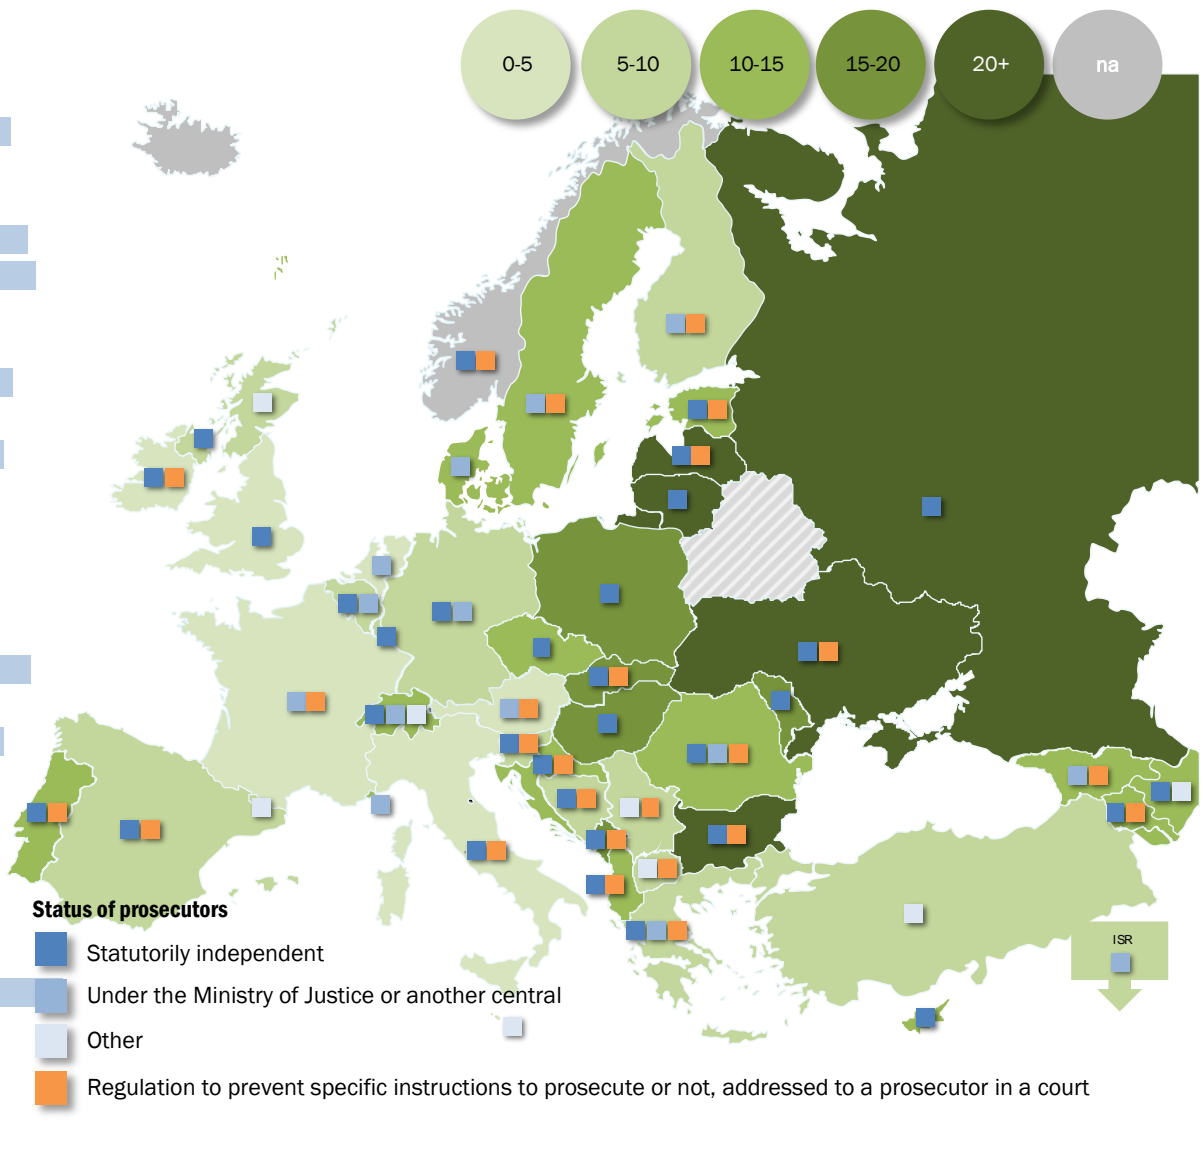 0-5
5-10
10-15
15-20
20+
na
ISR
Status of prosecutors
Statutorily independent
Under the Ministry of Justice or another central
Other
Regulation to prevent specific instructions to prosecute or not, addressed to a prosecutor in a court